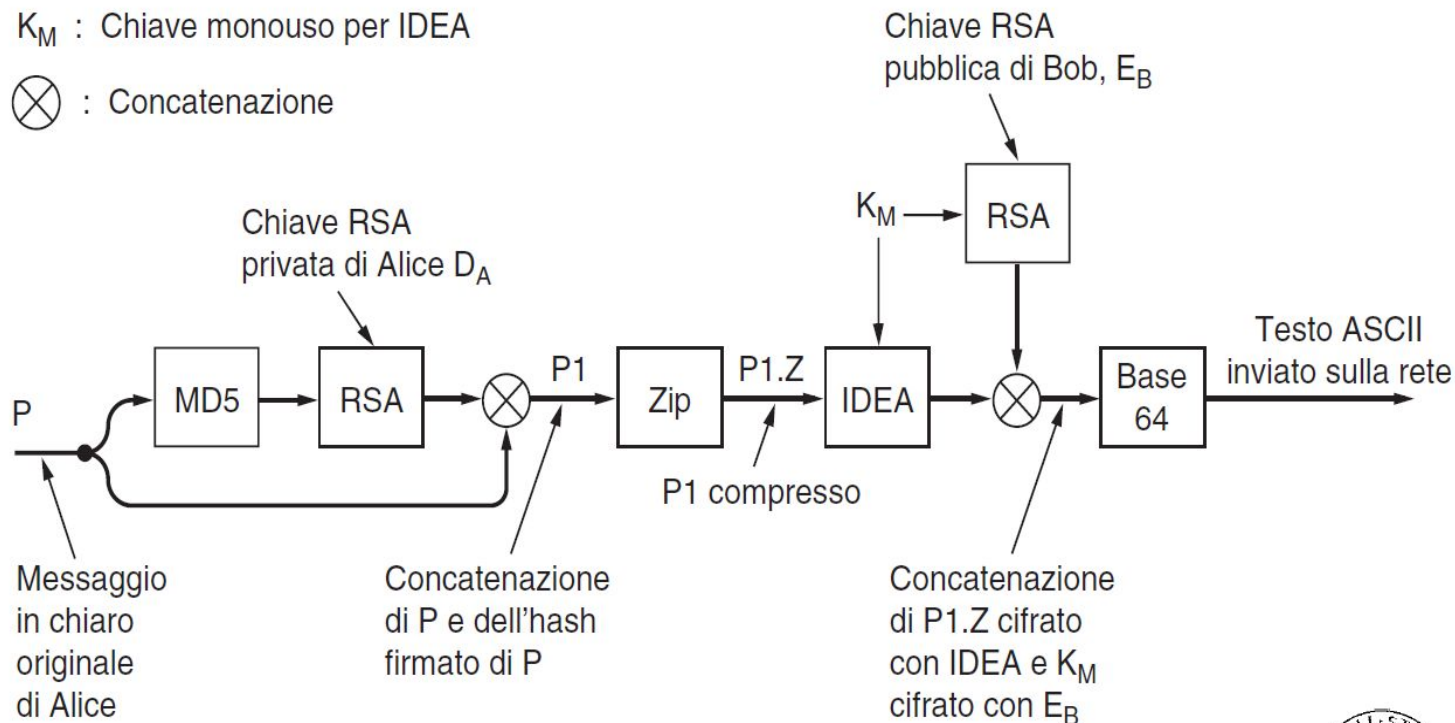 K_M : Chiave monouso per IDEA
: Concatenazione
Chiave RSA
pubblica di Bob, E_B
K_M
RSA
Chiave RSA
privata di Alice D_A
P
MD5
RSA
P1
Zip
P1.Z
IDEA
Base
64
Testo ASCII
inviato sulla rete
P1 compresso
Messaggio
in chiaro
originale
di Alice
Concatenazione
di P e dell'hash
firmato di P
Concatenazione
di P1.Z cifrato
con IDEA e K_M
cifrato con E_B